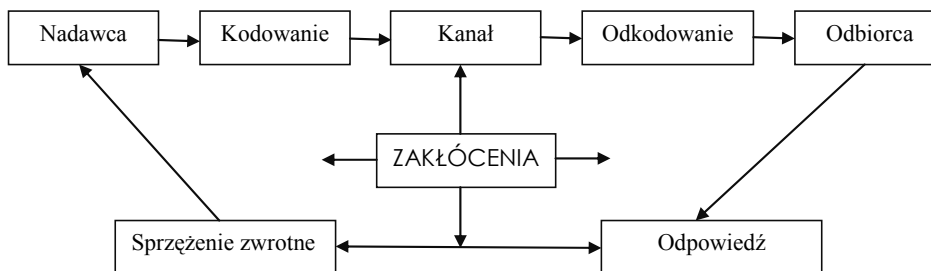 Nadawca
Kodowanie
Kanał
Odkodowanie
Odbiorca
ZAKŁÓCENIA
Sprzężenie zwrotne
Odpowiedź